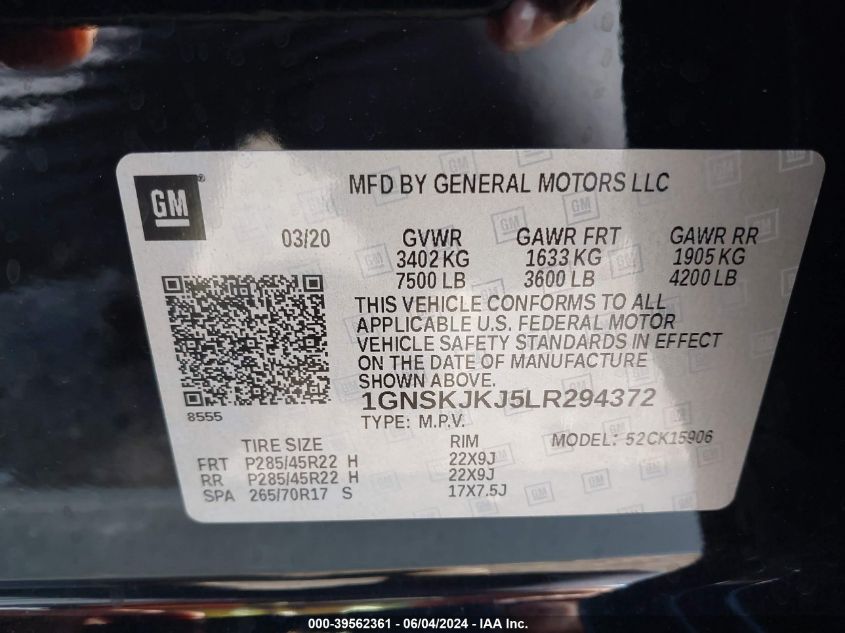 GM®
MFD BY GENERAL MOTORS LLC
03/20 GVWR GAWR FRT GAWR RR
3402 KG 1633 KG 1905 KG
7500 LB 3600 LB 4200 LB
THIS VEHICLE CONFORMS TO ALL
APPLICABLE U.S. FEDERAL MOTOR
VEHICLE SAFETY STANDARDS IN EFFECT
ON THE DATE OF MANUFACTURE
SHOWN ABOVE.
8555
1GNSKJKJ5LR294372
TYPE: M.P.V.
TIRE SIZE RIM MODEL: 52CK15906
FRT P285/45R22 H 22X9J
RR P285/45R22 H 22X9J
SPA 265/70R17 S 17X7.5J
000-39562361 - 06/04/2024 - IAA Inc.